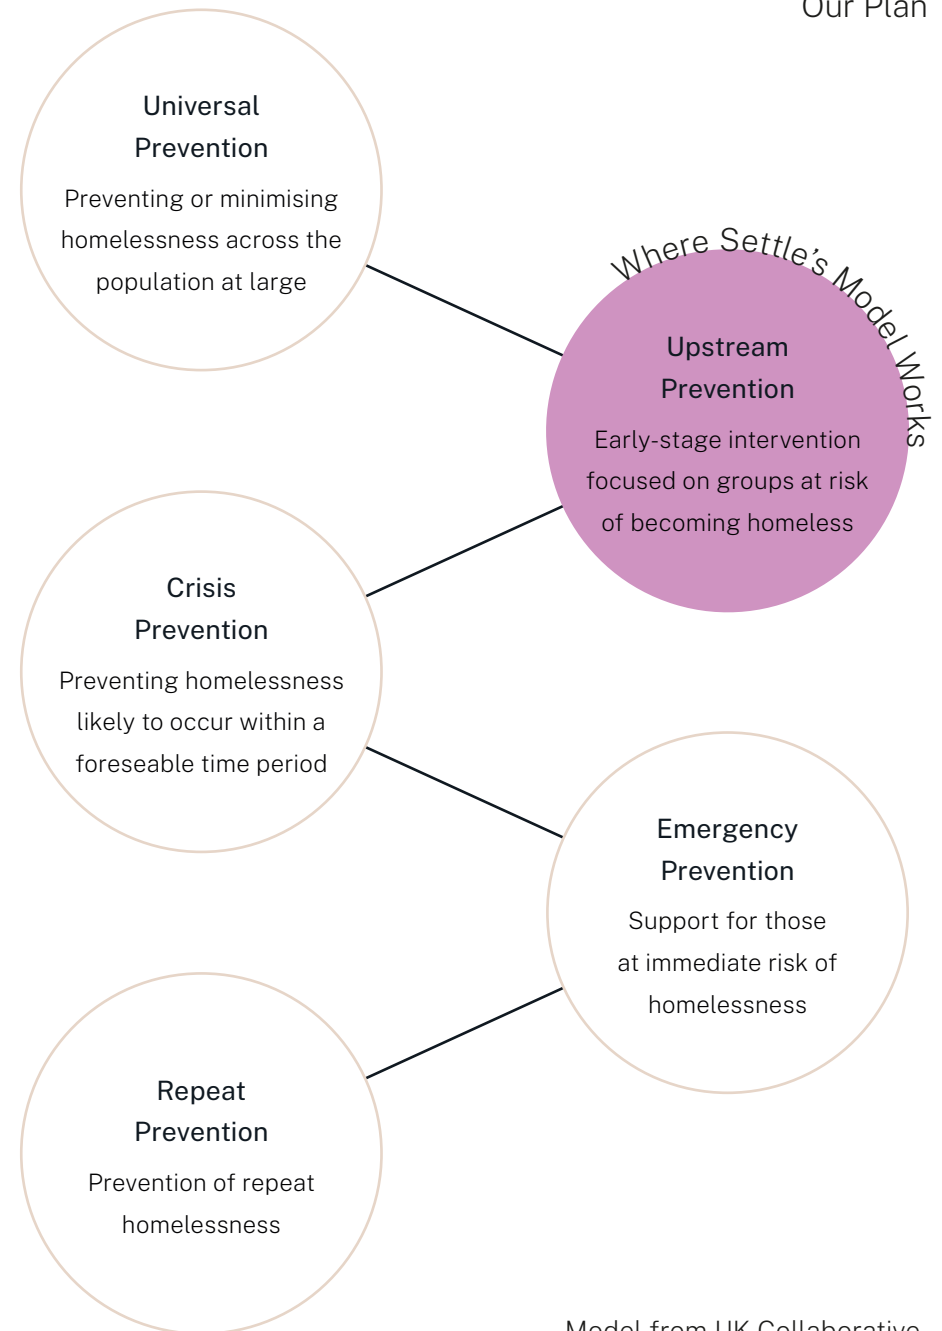 Our Plan
Universal
Prevention
Preventing or minimising
homelessness across the
population at large
Where Settle’s Model Works
Upstream
Prevention
Early-stage intervention
focused on groups at risk
of becoming homeless
Crisis
Prevention
Preventing homelessness
likely to occur within a
foreseable time period
Emergency
Prevention
Support for those
at immediate risk of
homelessness
Repeat
Prevention
Prevention of repeat
homelessness
Model from UK Collaborative